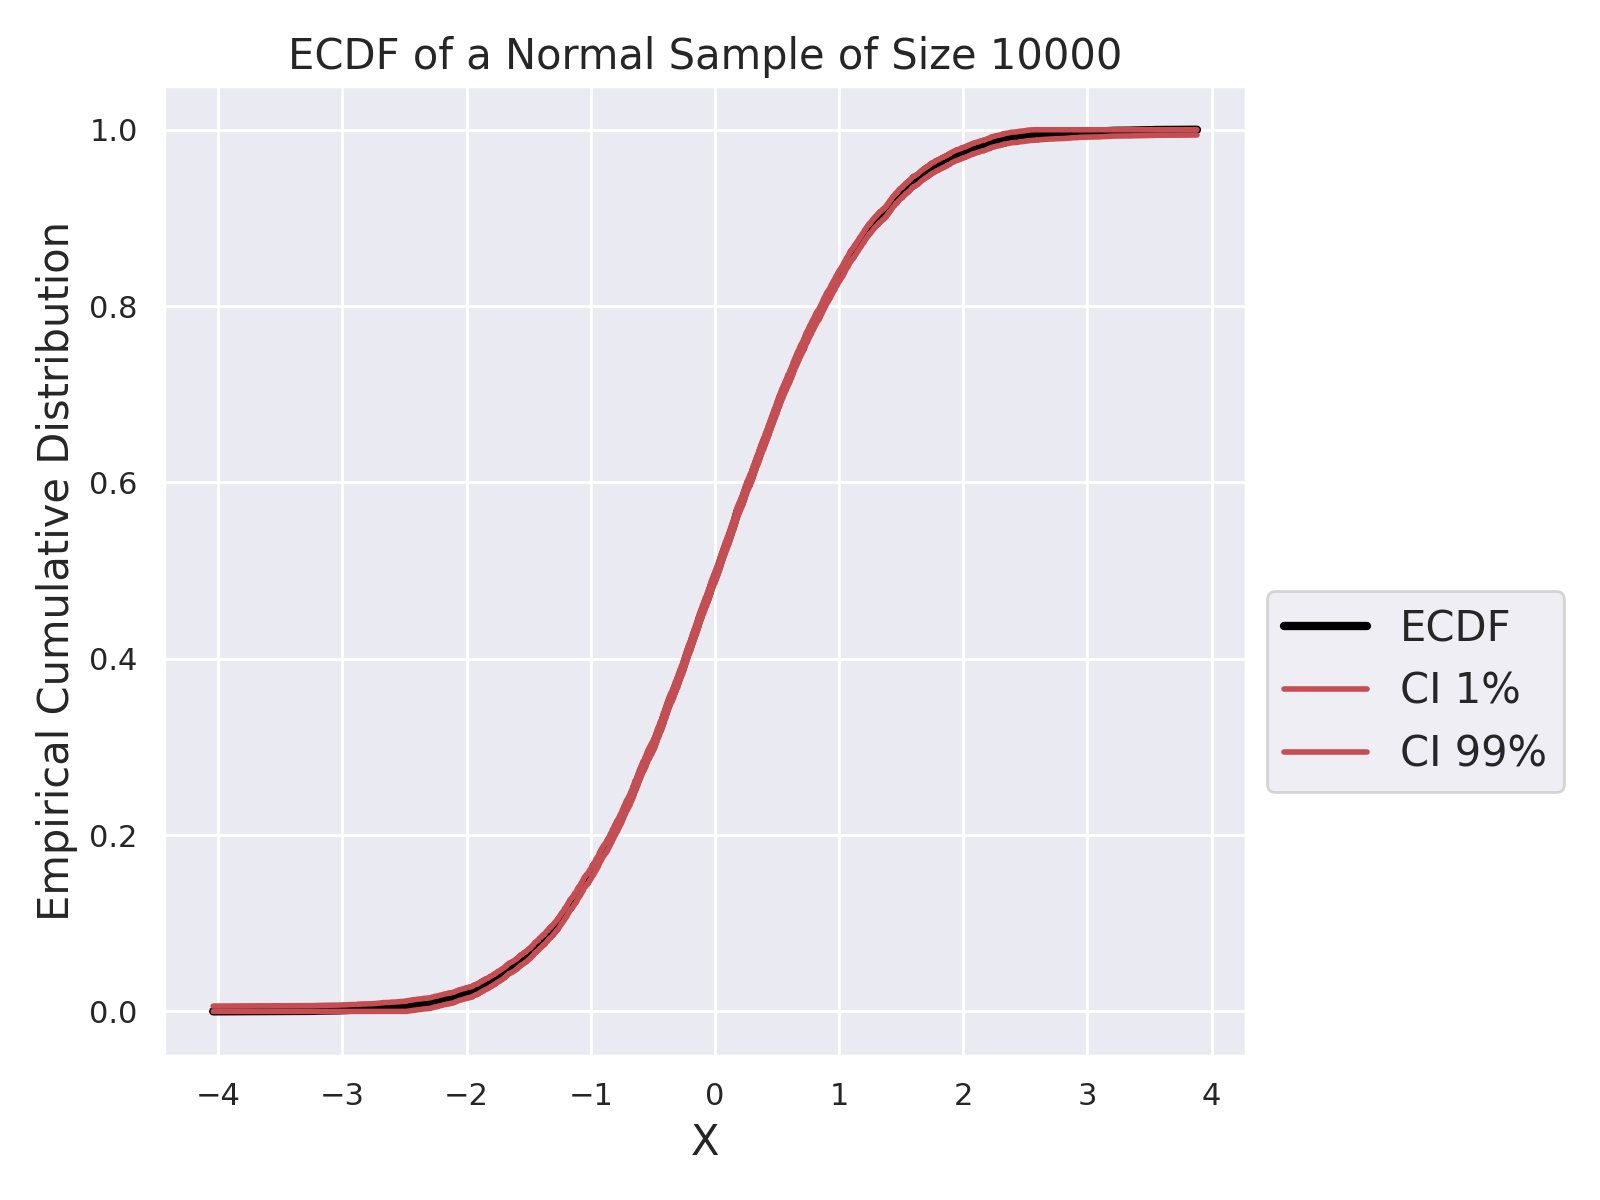 ECDF of a Normal Sample of Size 10000
Empirical Cumulative Distribution
1.0
0.8
0.6
0.4
0.2
0.0
−4 −3 −2 −1 0 1 2 3 4
X
ECDF
CI 1%
CI 99%